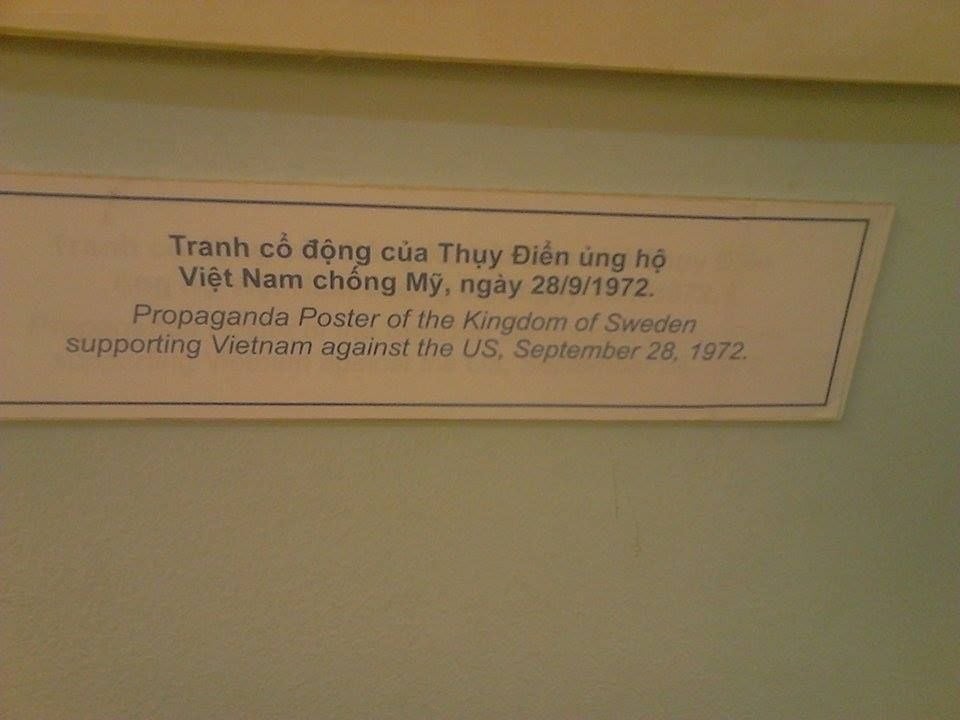 Tranh cổ động của Thụy Điển ủng hộ
Việt Nam chống Mỹ, ngày 28/9/1972.
Propaganda Poster of the Kingdom of Sweden
supporting Vietnam against the US, September 28, 1972.